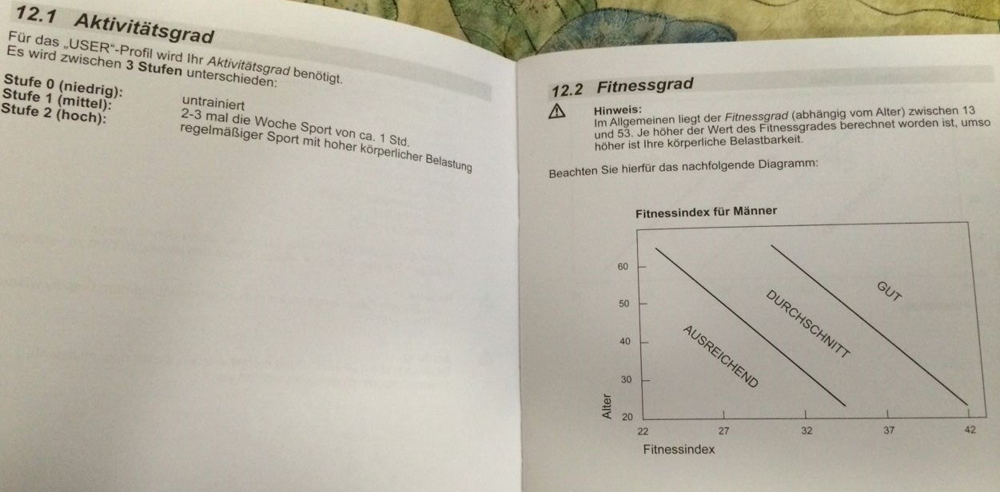 12.1 Aktivitätsgrad
Für das „USER“-Profil wird Ihr Aktivitätsgrad benötigt.
Es wird zwischen 3 Stufen unterschieden:
Stufe 0 (niedrig): untrainiert
Stufe 1 (mittel): 2-3 mal die Woche Sport von ca. 1 Std.
Stufe 2 (hoch): regelmäßiger Sport mit hoher körperlicher Belastung
12.2 Fitnessgrad
Hinweis:
Im Allgemeinen liegt der Fitnessgrad (abhängig vom Alter) zwischen 13
und 53. Je höher der Wert des Fitnessgrades berechnet worden ist, umso
höher ist Ihre körperliche Belastbarkeit.
Beachten Sie hierfür das nachfolgende Diagramm:
Fitnessindex für Männer
60
50
40
30
20
Alter
AUSREICHEND
DURCHSCHNITT
GUT
22 27 32 37 42
Fitnessindex